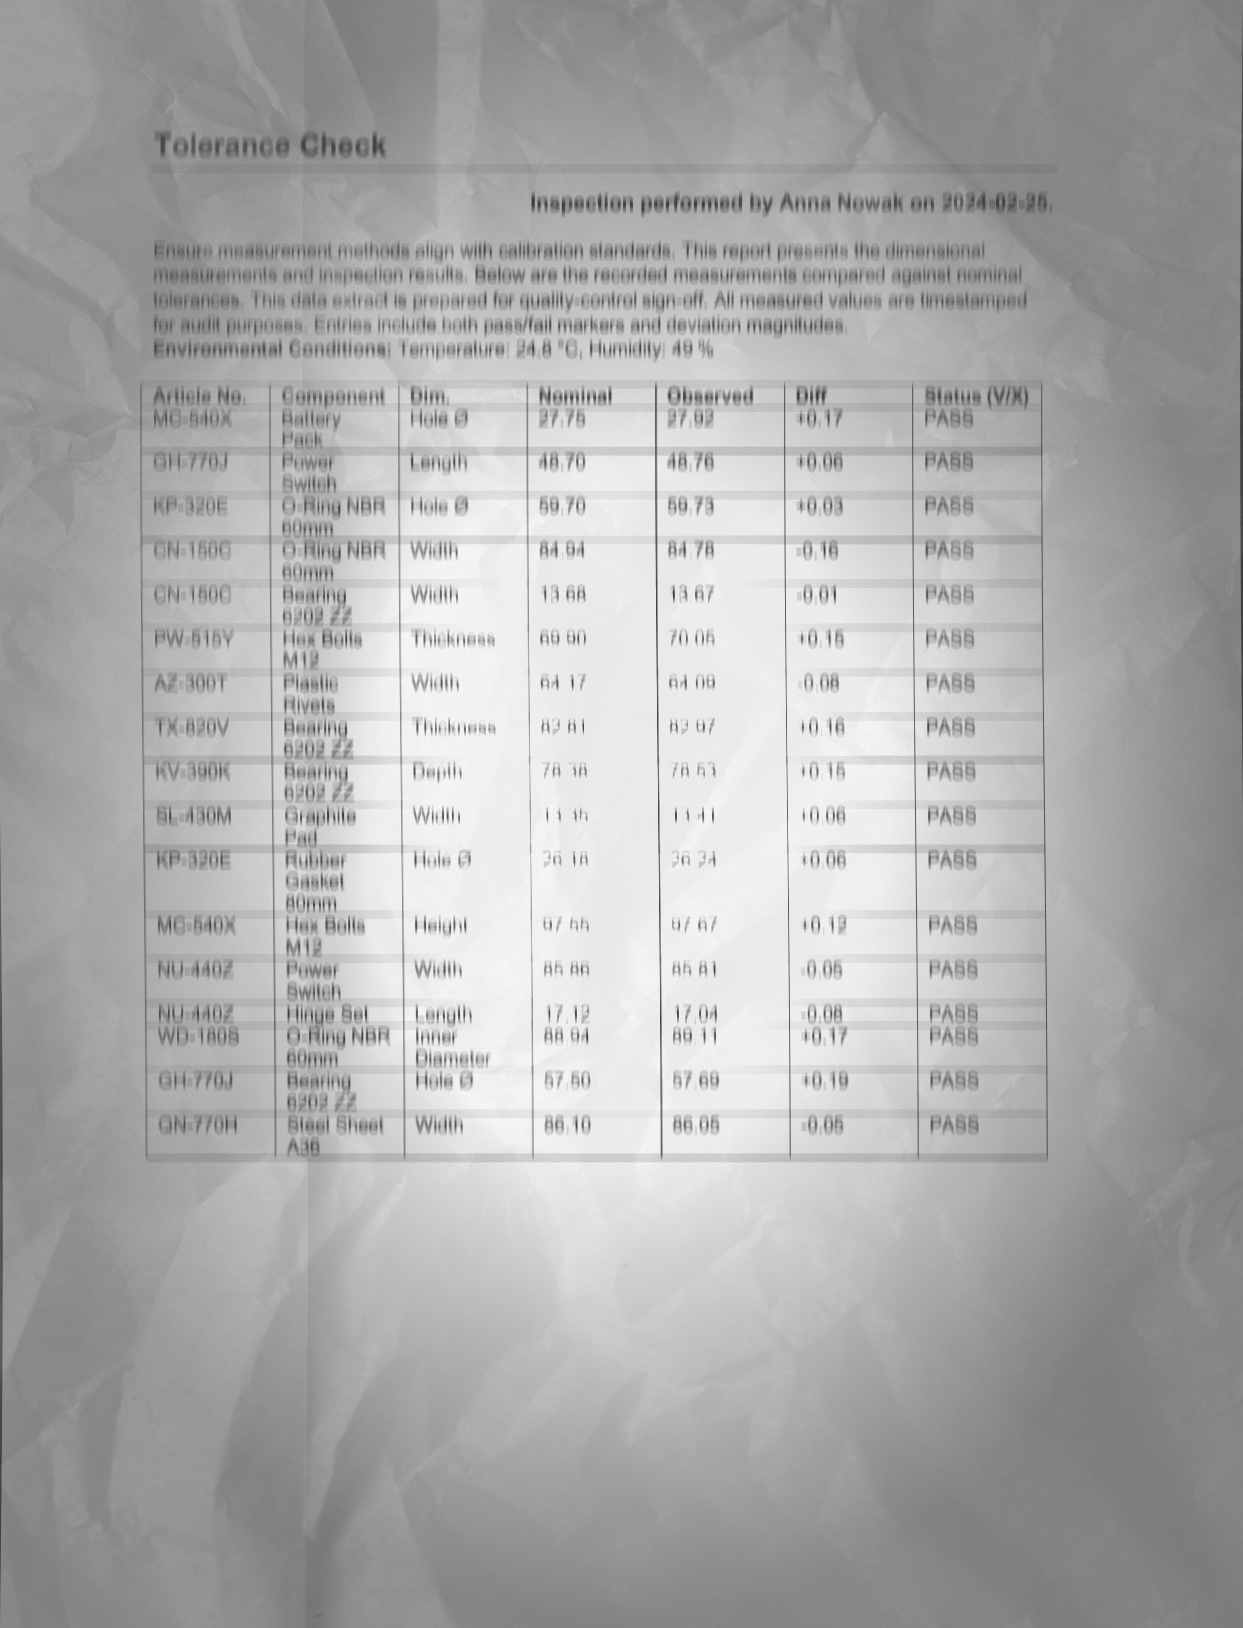 Tolerance Check
Inspection performed by Anna Nowak on 2024-02-25.
Ensure measurement methods align with calibration standards. This report presents the dimensional
measurements and inspection results. Below are the recorded measurements compared against nominal
tolerances. This data extract is prepared for quality-control sign-off. All measured values are timestamped
for audit purposes. Entries include both pass/fail markers and deviation magnitudes.
Environmental Conditions: Temperature: 24.8 °C, Humidity: 49 %
Article No. Component Dim. Nominal Observed Diff Status (V/X)
MC-540X Battery Hole Ø 27.75 27.92 +0.17 PASS
Pack
GH-770J Power Length 48.70 48.76 +0.06 PASS
Switch
KP-320E O-Ring NBR Hole Ø 59.70 59.73 +0.03 PASS
60mm
CN-150C O-Ring NBR Width 84.94 84.78 -0.16 PASS
60mm
CN-150C Bearing Width 13.68 13.67 -0.01 PASS
6202 ZZ
PW-515Y Hex Bolts Thickness 69.90 70.05 +0.15 PASS
M12
AZ-300T Plastic Width 64.17 64.09 -0.08 PASS
Rivets
TX-820V Bearing Thickness 83.81 83.97 +0.16 PASS
6202 ZZ
KV-390K Bearing Depth 78.38 78.53 +0.15 PASS
6202 ZZ
SL-430M Graphite Width +0.06 PASS
Pad
KP-320E Rubber Hole Ø +0.06 PASS
Gasket
80mm
MC-540X Hex Bolts Height 97.55 97.67 +0.12 PASS
M12
NU-440Z Power Width 85.86 85.81 -0.05 PASS
Switch
NU-440Z Hinge Set Length 17.12 17.04 -0.08 PASS
WD-180S O-Ring NBR Inner 88.94 89.11 +0.17 PASS
60mm Diameter
GH-770J Bearing Hole Ø 57.50 57.69 +0.19 PASS
6202 ZZ
QN-770H Steel Sheet Width 86.10 86.05 -0.05 PASS
A36